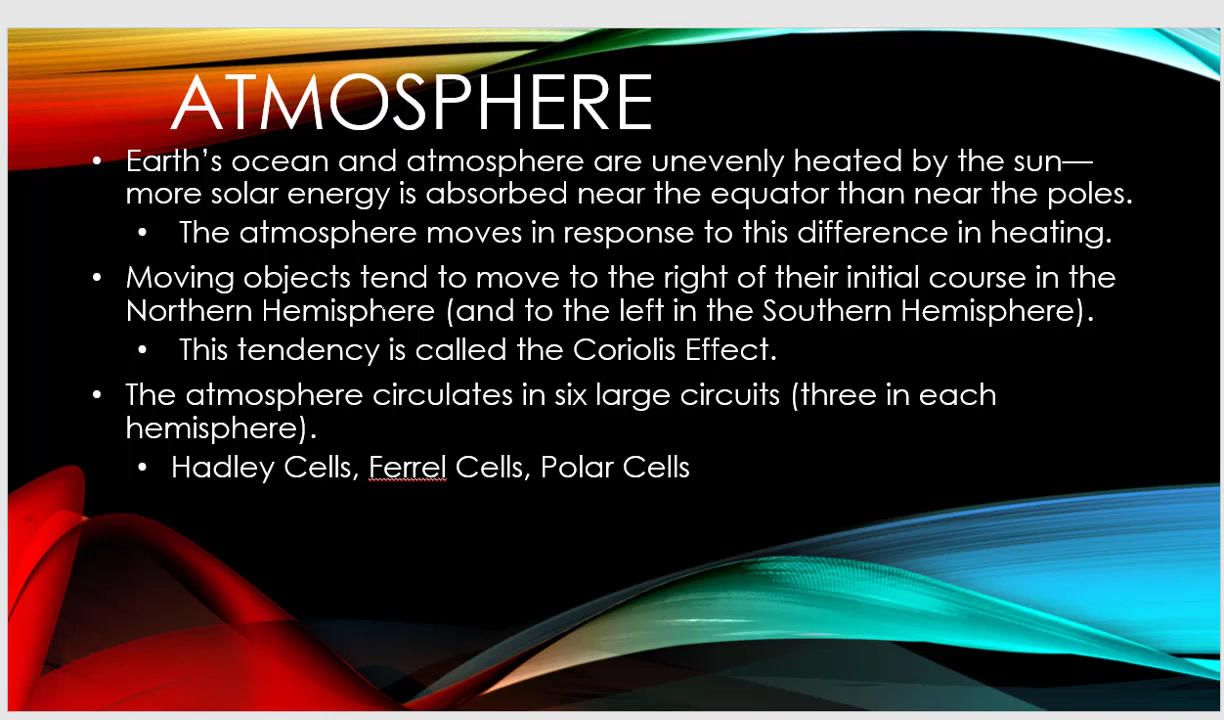 ATMOSPHERE
• Earth’s ocean and atmosphere are unevenly heated by the sun—
more solar energy is absorbed near the equator than near the poles.
• The atmosphere moves in response to this difference in heating.
• Moving objects tend to move to the right of their initial course in the
Northern Hemisphere (and to the left in the Southern Hemisphere).
• This tendency is called the Coriolis Effect.
• The atmosphere circulates in six large circuits (three in each
hemisphere).
• Hadley Cells, Ferrel Cells, Polar Cells